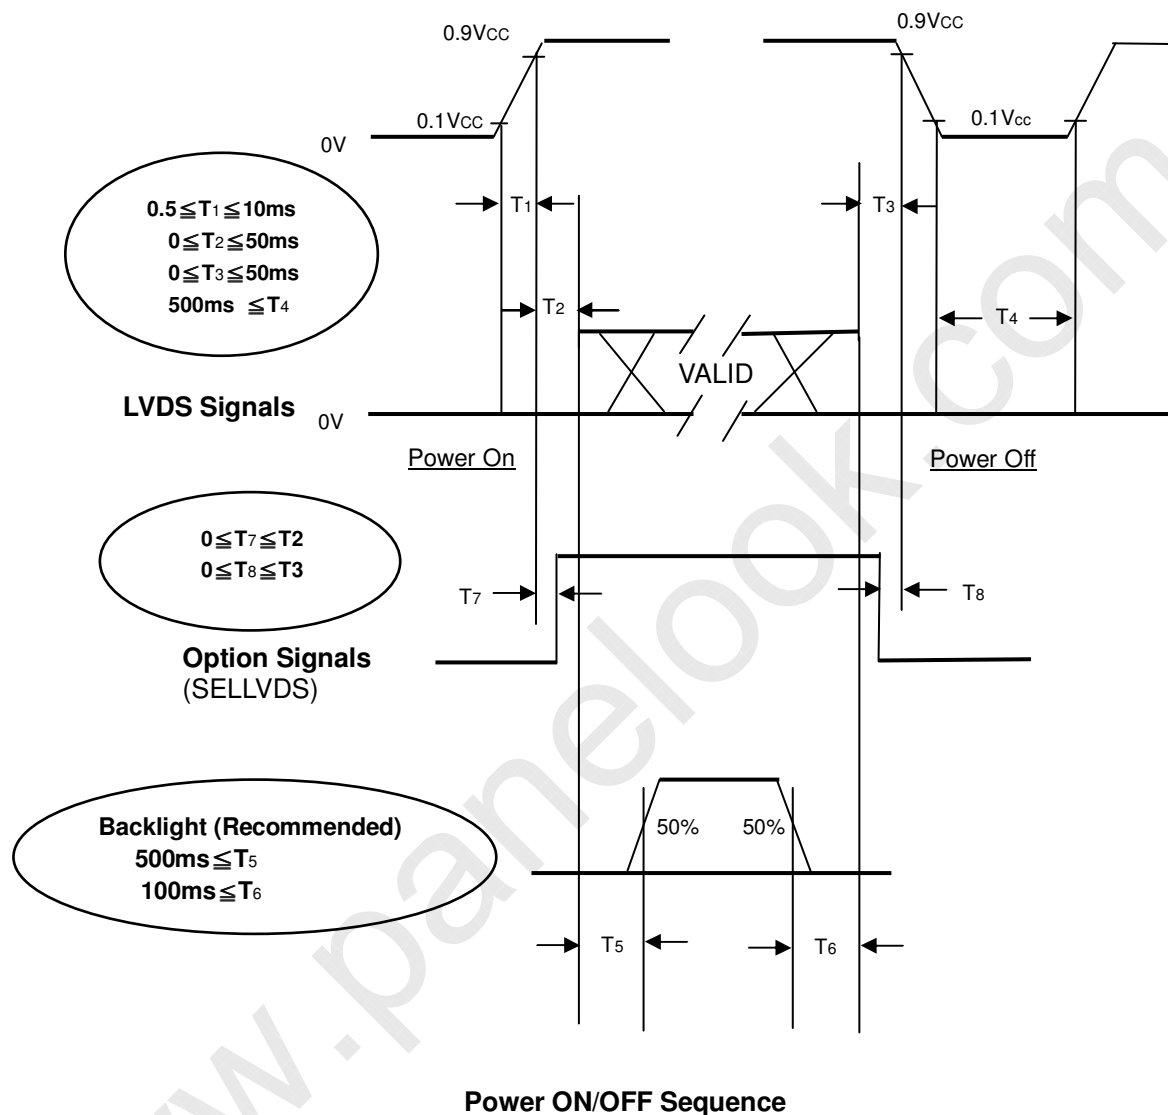 0.9VCC
0.9VCC
0.1VCC
0.1Vcc
0V
0.5≦T1≦10ms
0≦T2≦50ms
0≦T3≦50ms
500ms ≦T4
T1
T3
T2
T4
VALID
LVDS Signals
0V
Power On
Power Off
0≦T7≦T2
0≦T8≦T3
T7
T8
Option Signals
(SELLVDS)
Backlight (Recommended)
500ms≦T5
100ms≦T6
50%
50%
T5
T6
Power ON/OFF Sequence
www.panelook.com